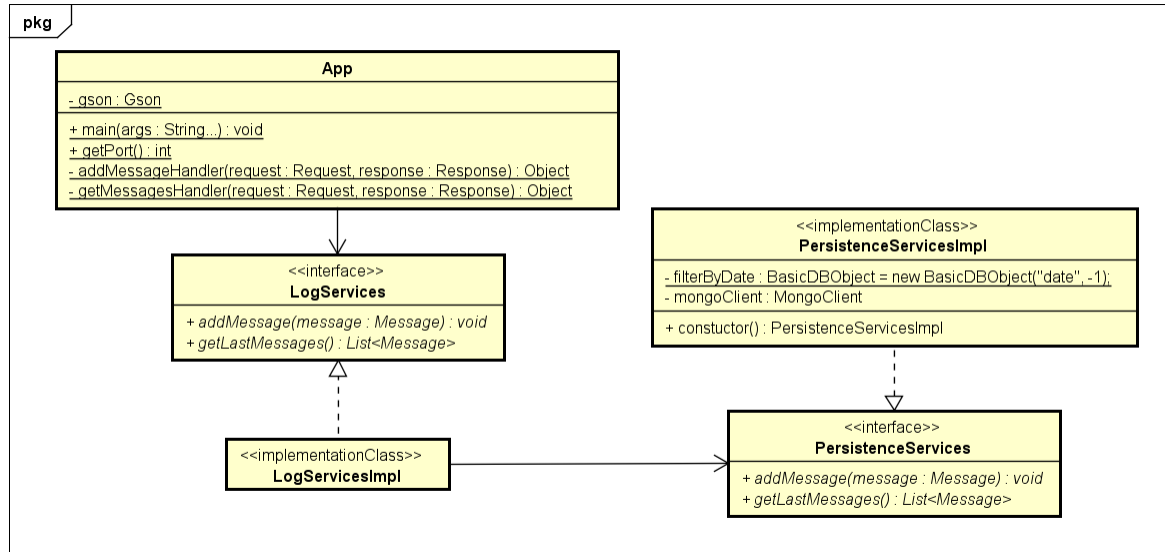 pkg
App
- gson : Gson
+ main(args : String...) : void
+ getPort() : int
- addMessageHandler(request : Request, response : Response) : Object
- getMessagesHandler(request : Request, response : Response) : Object
<<interface>>
LogServices
+ addMessage(message : Message) : void
+ getLastMessages() : List<Message>
<<implementationClass>>
PersistenceServicesImpl
- filterByDate : BasicDBObject = new BasicDBObject("date", -1);
- mongoClient : MongoClient
+ constuctor() : PersistenceServicesImpl
<<implementationClass>>
LogServicesImpl
<<interface>>
PersistenceServices
+ addMessage(message : Message) : void
+ getLastMessages() : List<Message>